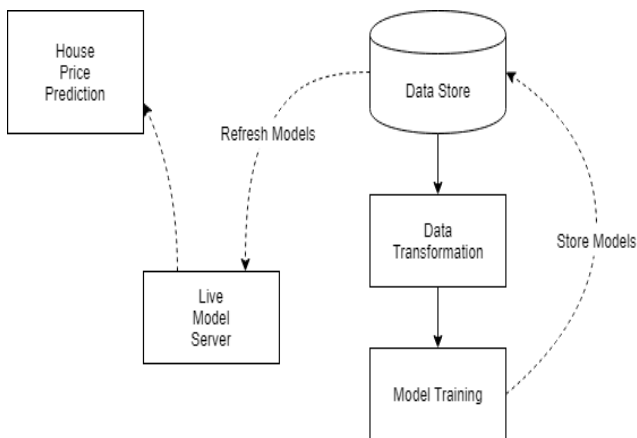 House
Price
Prediction
Data Store
Refresh Models
Data
Transformation
Store Models
Live
Model
Server
Model Training